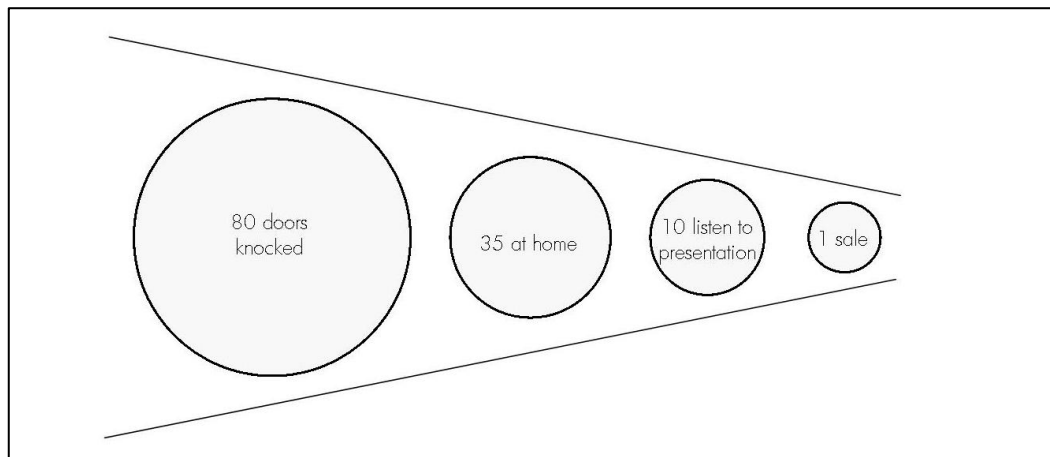 80 doors
knocked
35 at home
10 listen to
presentation
1 sale